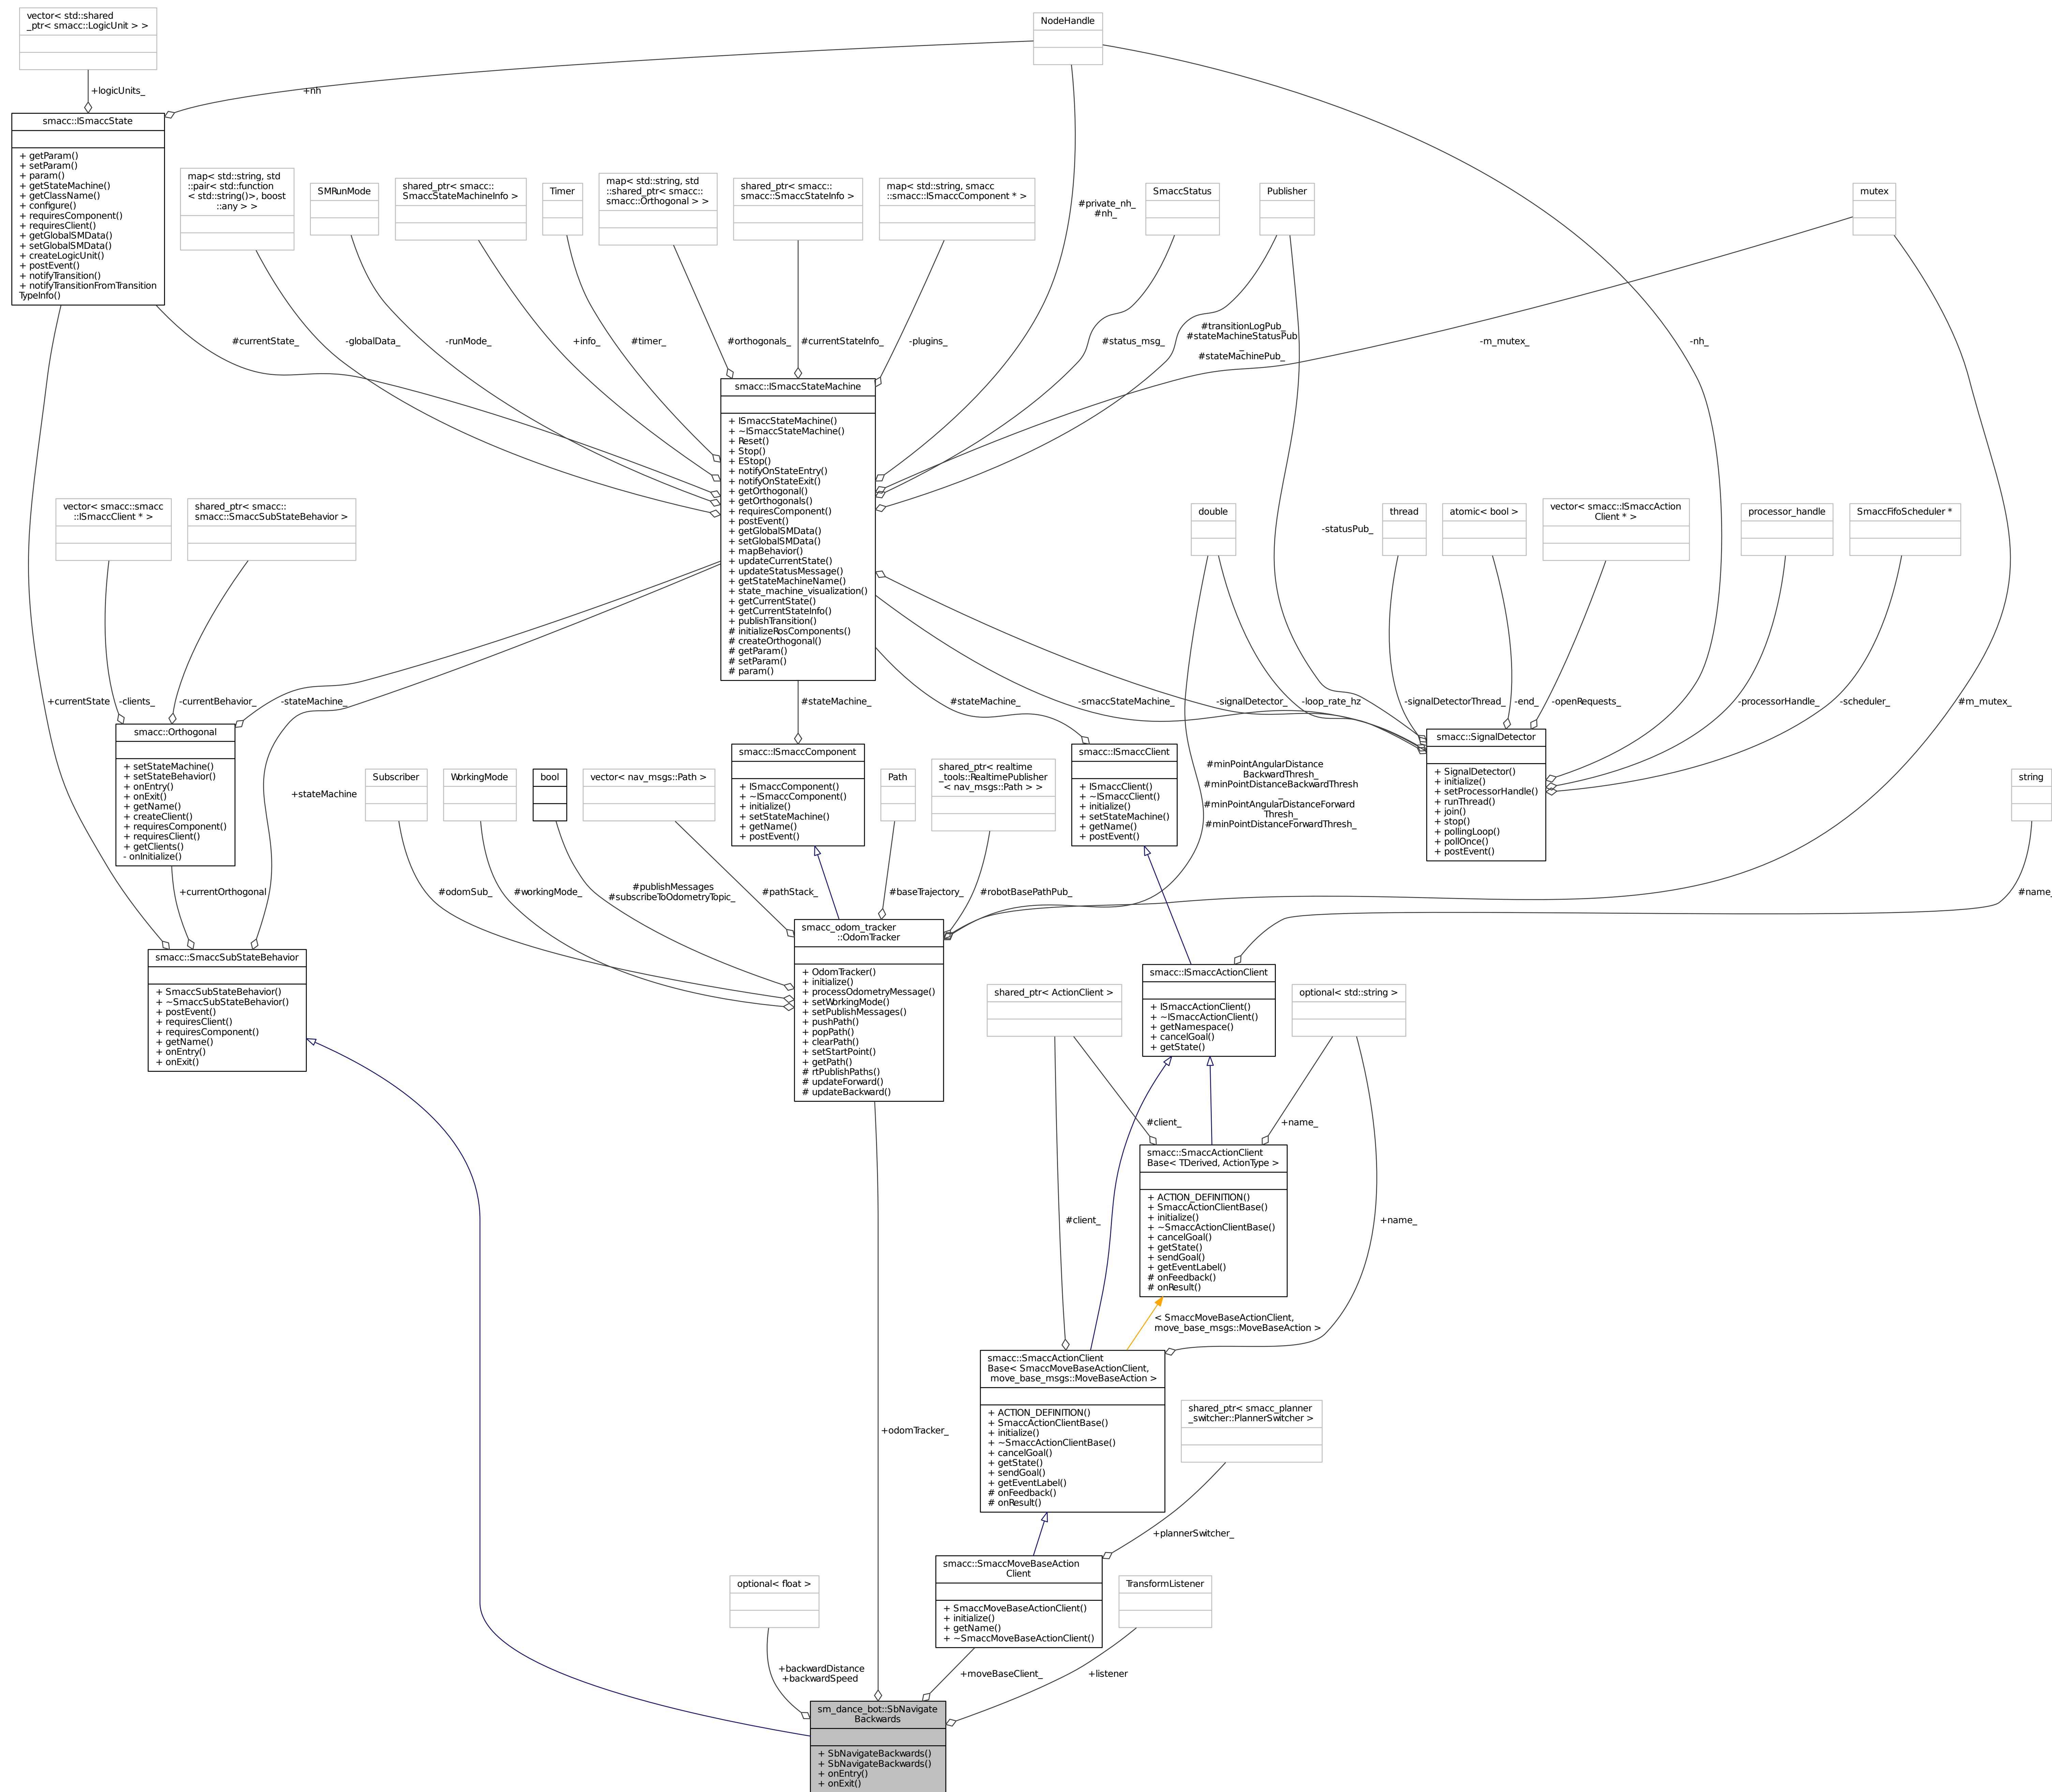 vector< std::shared
_ptr< smacc::LogicUnit > >
NodeHandle
+logicUnits_
+nh
smacc::ISmaccState
+ getParam()
+ setParam()
+ param()
+ getStateMachine()
+ getClassName()
+ configure()
+ requiresComponent()
+ requiresClient()
+ getGlobalSMData()
+ setGlobalSMData()
+ createLogicUnit()
+ postEvent()
+ notifyTransition()
+ notifyTransitionFromTransition
TypeInfo()
map< std::string, std
::pair< std::function
< std::string()>, boost
::any > >
SMRunMode
shared_ptr< smacc::
SmaccStateMachineInfo >
Timer
map< std::string, std
::shared_ptr< smacc::
smacc::Orthogonal > >
shared_ptr< smacc::
smacc::SmaccStateInfo >
map< std::string, smacc
::smacc::ISmaccComponent * >
#private_nh_
#nh_
SmaccStatus
Publisher
mutex
#currentState_
-globalData_
-runMode_
+info_
#timer_
#orthogonals_
#currentStateInfo_
-plugins_
#status_msg_
#transitionLogPub_
#stateMachineStatusPub
_
#stateMachinePub_
-m_mutex_
-nh_
smacc::ISmaccStateMachine
+ ISmaccStateMachine()
+ ~ISmaccStateMachine()
+ Reset()
+ Stop()
+ EStop()
+ notifyOnStateEntry()
+ notifyOnStateExit()
+ getOrthogonal()
+ getOrthogonals()
+ requiresComponent()
+ postEvent()
+ getGlobalSMData()
+ setGlobalSMData()
+ mapBehavior()
+ updateCurrentState()
+ updateStatusMessage()
+ getStateMachineName()
+ state_machine_visualization()
+ getCurrentState()
+ getCurrentStateInfo()
+ publishTransition()
# initializeRosComponents()
# createOrthogonal()
# getParam()
# setParam()
# param()
vector< smacc::smacc
::ISmaccClient * >
shared_ptr< smacc::
smacc::SmaccSubStateBehavior >
double
-statusPub_
thread
atomic< bool >
vector< smacc::ISmaccAction
Client * >
processor_handle
SmaccFifoScheduler *
+currentState
-clients_
-currentBehavior_
-stateMachine_
#stateMachine_
#stateMachine_
-smaccStateMachine_
-signalDetector_
-loop_rate_hz
-signalDetectorThread_
-end_
-openRequests_
-processorHandle_
-scheduler_
#m_mutex_
smacc::Orthogonal
+ setStateMachine()
+ setStateBehavior()
+ onEntry()
+ onExit()
+ getName()
+ createClient()
+ requiresComponent()
+ requiresClient()
+ getClients()
- onInitialize()
+stateMachine
Subscriber
WorkingMode
bool
vector< nav_msgs::Path >
smacc::ISmaccComponent
+ ISmaccComponent()
+ ~ISmaccComponent()
+ initialize()
+ setStateMachine()
+ getName()
+ postEvent()
Path
shared_ptr< realtime
_tools::RealtimePublisher
< nav_msgs::Path > >
smacc::ISmaccClient
+ ISmaccClient()
+ ~ISmaccClient()
+ initialize()
+ setStateMachine()
+ getName()
+ postEvent()
#minPointAngularDistance
BackwardThresh_
#minPointDistanceBackwardThresh
_
#minPointAngularDistanceForward
Thresh_
#minPointDistanceForwardThresh_
smacc::SignalDetector
+ SignalDetector()
+ initialize()
+ setProcessorHandle()
+ runThread()
+ join()
+ stop()
+ pollingLoop()
+ pollOnce()
+ postEvent()
string
+currentOrthogonal
#odomSub_
#workingMode_
#publishMessages
#subscribeToOdometryTopic_
#pathStack_
#baseTrajectory_
#robotBasePathPub_
#name_
smacc::SmaccSubStateBehavior
+ SmaccSubStateBehavior()
+ ~SmaccSubStateBehavior()
+ postEvent()
+ requiresClient()
+ requiresComponent()
+ getName()
+ onEntry()
+ onExit()
smacc_odom_tracker
::OdomTracker
+ OdomTracker()
+ initialize()
+ processOdometryMessage()
+ setWorkingMode()
+ setPublishMessages()
+ pushPath()
+ popPath()
+ clearPath()
+ setStartPoint()
+ getPath()
# rtPublishPaths()
# updateForward()
# updateBackward()
shared_ptr< ActionClient >
smacc::ISmaccActionClient
+ ISmaccActionClient()
+ ~ISmaccActionClient()
+ getNamespace()
+ cancelGoal()
+ getState()
optional< std::string >
#client_
+name_
smacc::SmaccActionClient
Base< TDerived, ActionType >
+ ACTION_DEFINITION()
+ SmaccActionClientBase()
+ initialize()
+ ~SmaccActionClientBase()
+ cancelGoal()
+ getState()
+ sendGoal()
+ getEventLabel()
# onFeedback()
# onResult()
#client_
+name_
< SmaccMoveBaseActionClient,
move_base_msgs::MoveBaseAction >
smacc::SmaccActionClient
Base< SmaccMoveBaseActionClient,
move_base_msgs::MoveBaseAction >
+ ACTION_DEFINITION()
+ SmaccActionClientBase()
+ initialize()
+ ~SmaccActionClientBase()
+ cancelGoal()
+ getState()
+ sendGoal()
+ getEventLabel()
# onFeedback()
# onResult()
+odomTracker_
shared_ptr< smacc_planner
_switcher::PlannerSwitcher >
+plannerSwitcher_
smacc::SmaccMoveBaseAction
Client
+ SmaccMoveBaseActionClient()
+ initialize()
+ getName()
+ ~SmaccMoveBaseActionClient()
optional< float >
TransformListener
+backwardDistance
+backwardSpeed
+moveBaseClient_
+listener
sm_dance_bot::SbNavigate
Backwards
+ SbNavigateBackwards()
+ SbNavigateBackwards()
+ onEntry()
+ onExit()